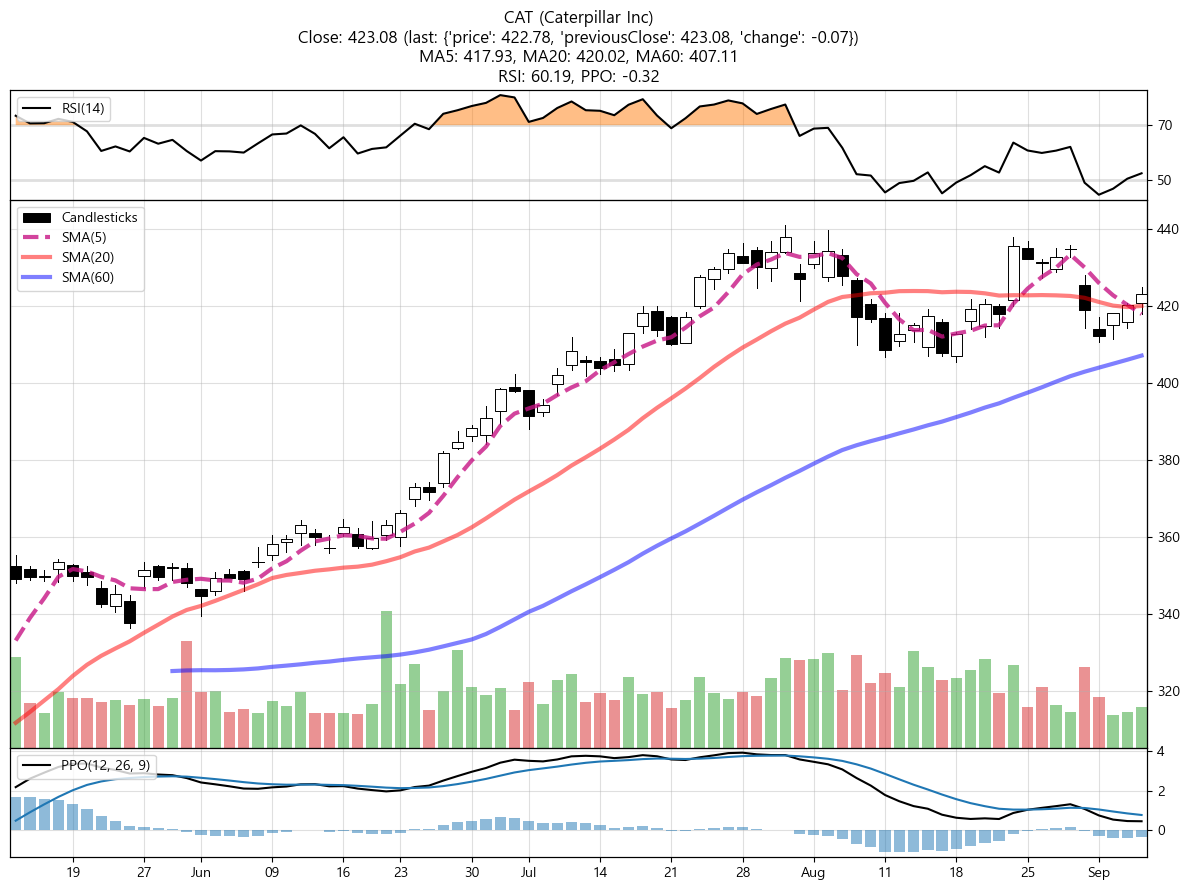 CAT (Caterpillar Inc)
Close: 423.08 (last: {'price': 422.78, 'previousClose': 423.08, 'change': -0.07})
MA5: 417.93, MA20: 420.02, MA60: 407.11
RSI: 60.19, PPO: -0.32
RSI(14)
70
50
Candlesticks
SMA(5)
SMA(20)
SMA(60)
440
420
400
380
360
340
320
PPO(12, 26, 9)
4
2
0
19 27 Jun 09 16 23 30 Jul 14 21 28 Aug 11 18 25 Sep